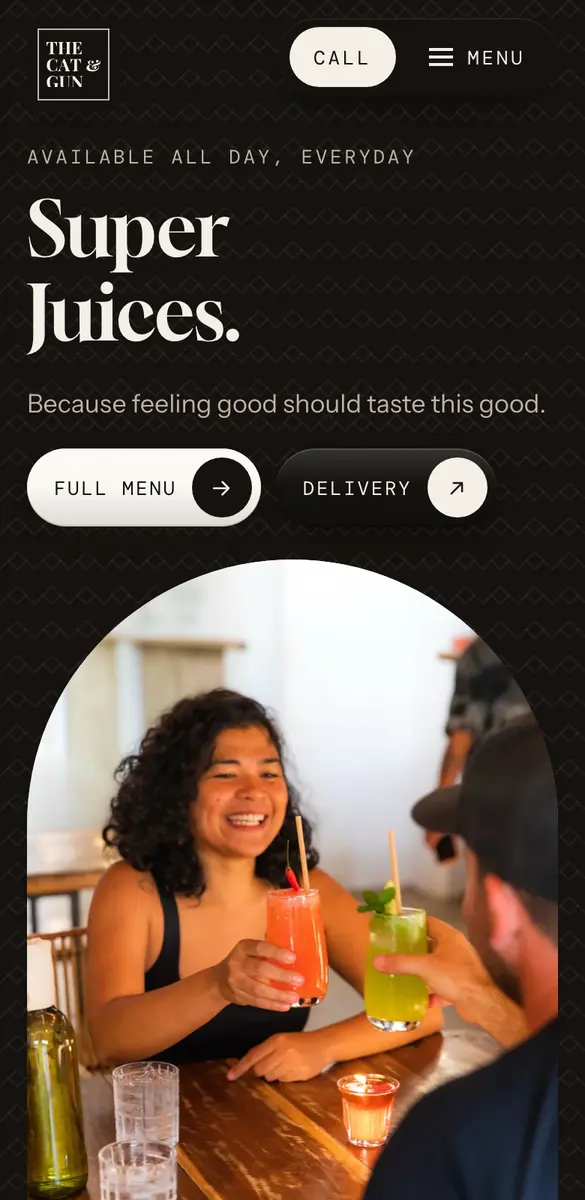 THE
CAT &
GUN
CALL
MENU
AVAILABLE ALL DAY, EVERYDAY
Super
Juices.
Because feeling good should taste this good.
FULL MENU
DELIVERY